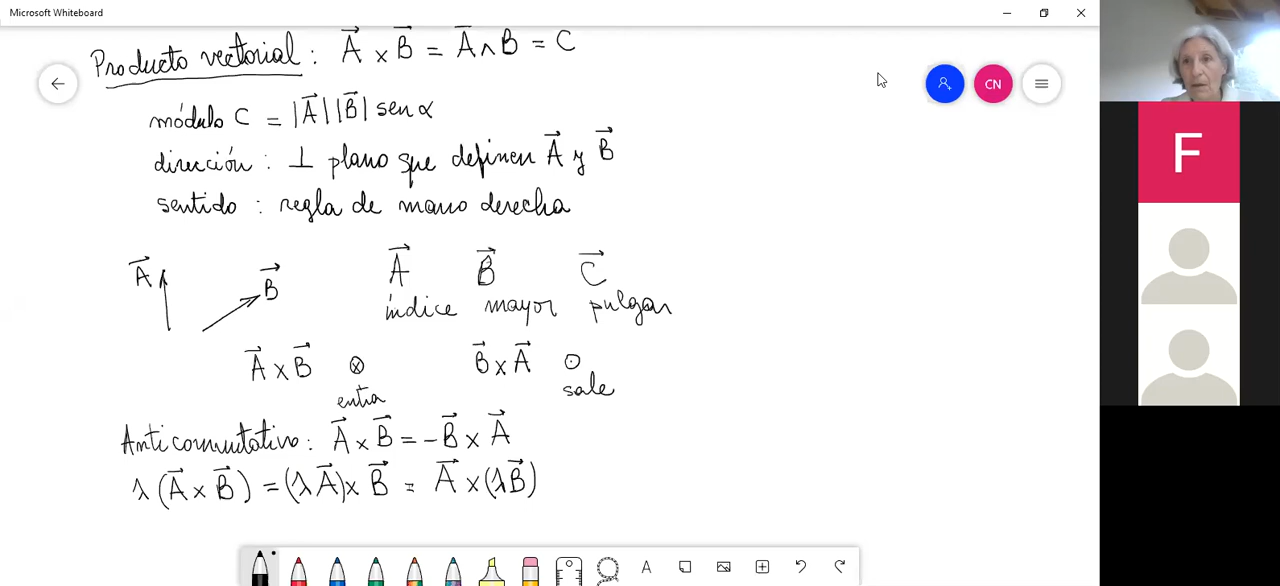 Microsoft Whiteboard
Producto vectorial : A⃗ × B⃗ = A⃗ ∧ B = C
CN
módulo C = |A⃗| |B⃗| sen α
dirección : ⊥ plano que definen A⃗ y B⃗
F
sentido : regla de mano derecha
A⃗ B⃗ A⃗ B⃗ C⃗
índice mayor pulgar
A⃗ × B⃗ ⊗ B⃗ × A⃗ ⊙
entra sale
Anticonmutativo: A⃗ × B⃗ = − B⃗ × A⃗
λ (A⃗ × B⃗) = (λ A⃗) × B⃗ = A⃗ × (λ B⃗)
A